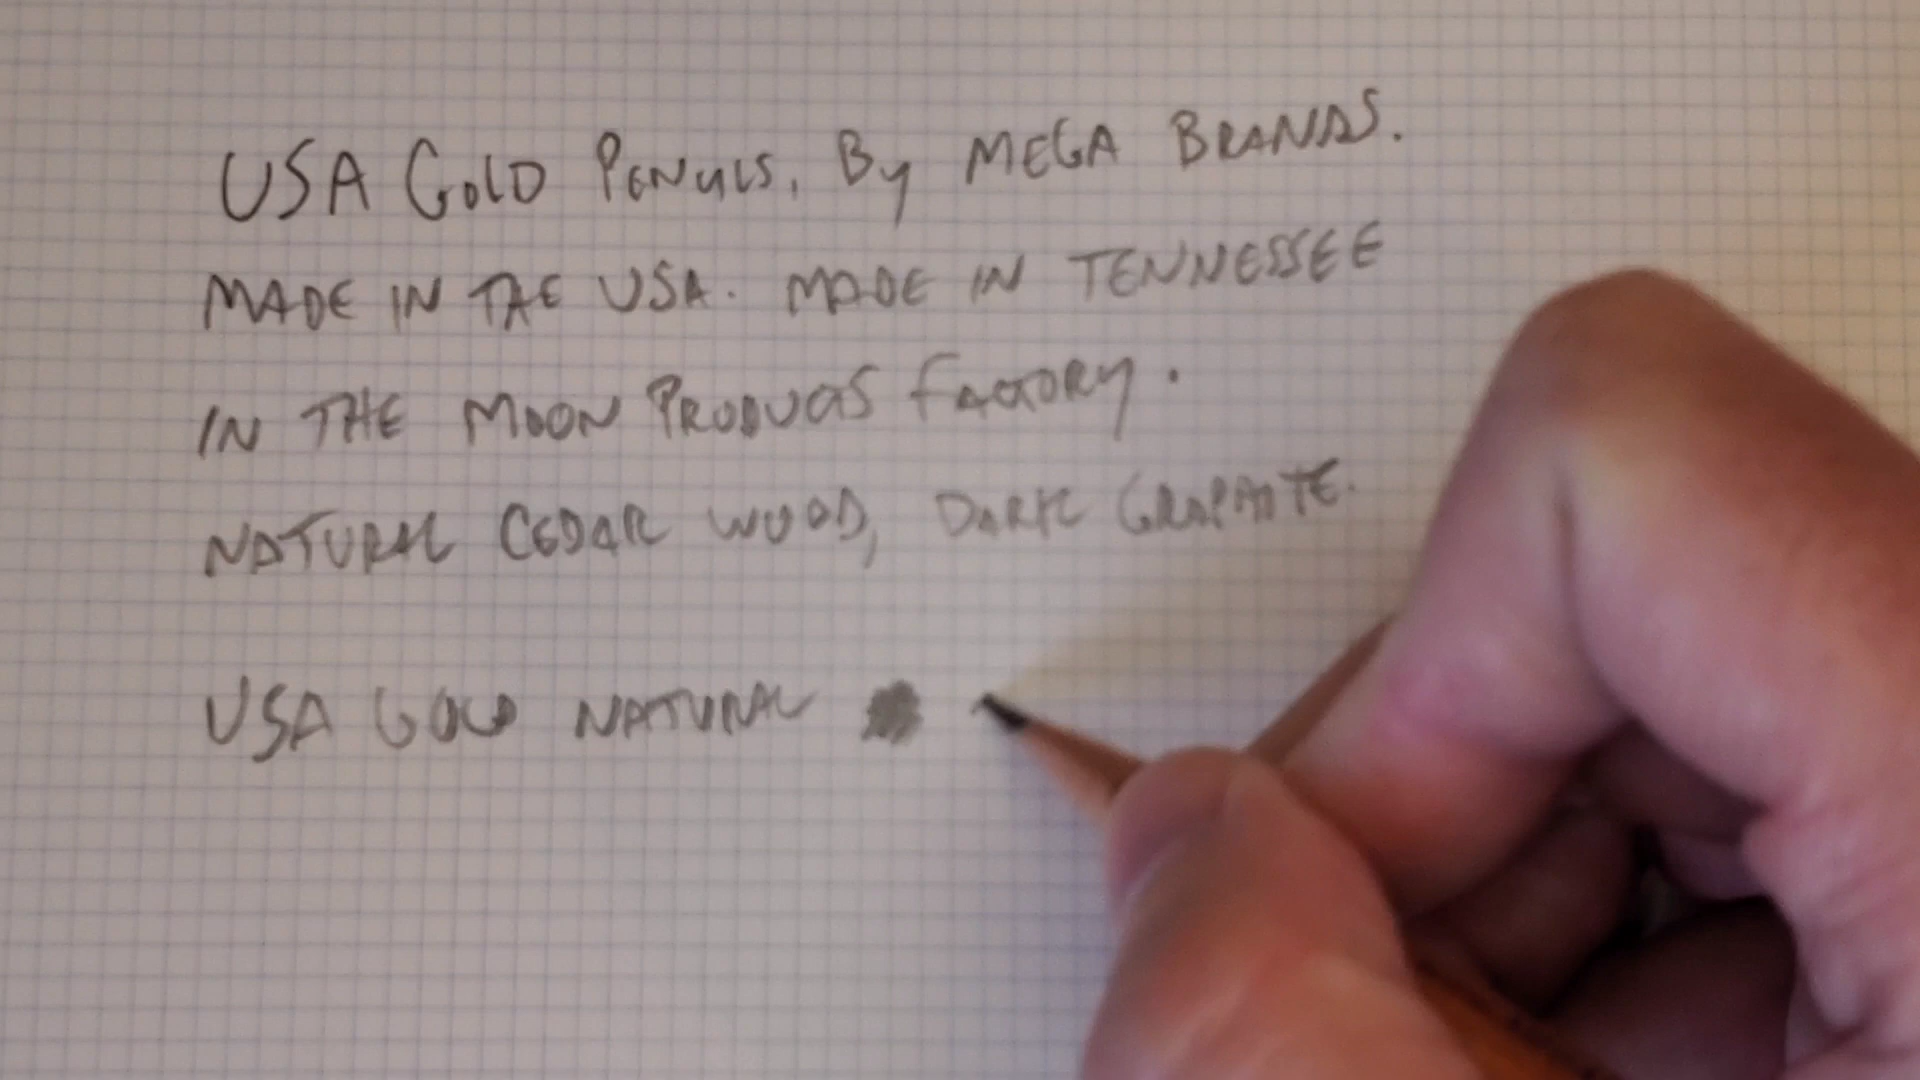 USA GOLD PENCILS, By MEGA BRANDS.
MADE IN THE USA. MADE IN TENNESSEE
IN THE MOON PRODUCTS FACTORY.
NATURAL CEDAR WOOD, DARK GRAPHITE.
USA GOLD NATURAL